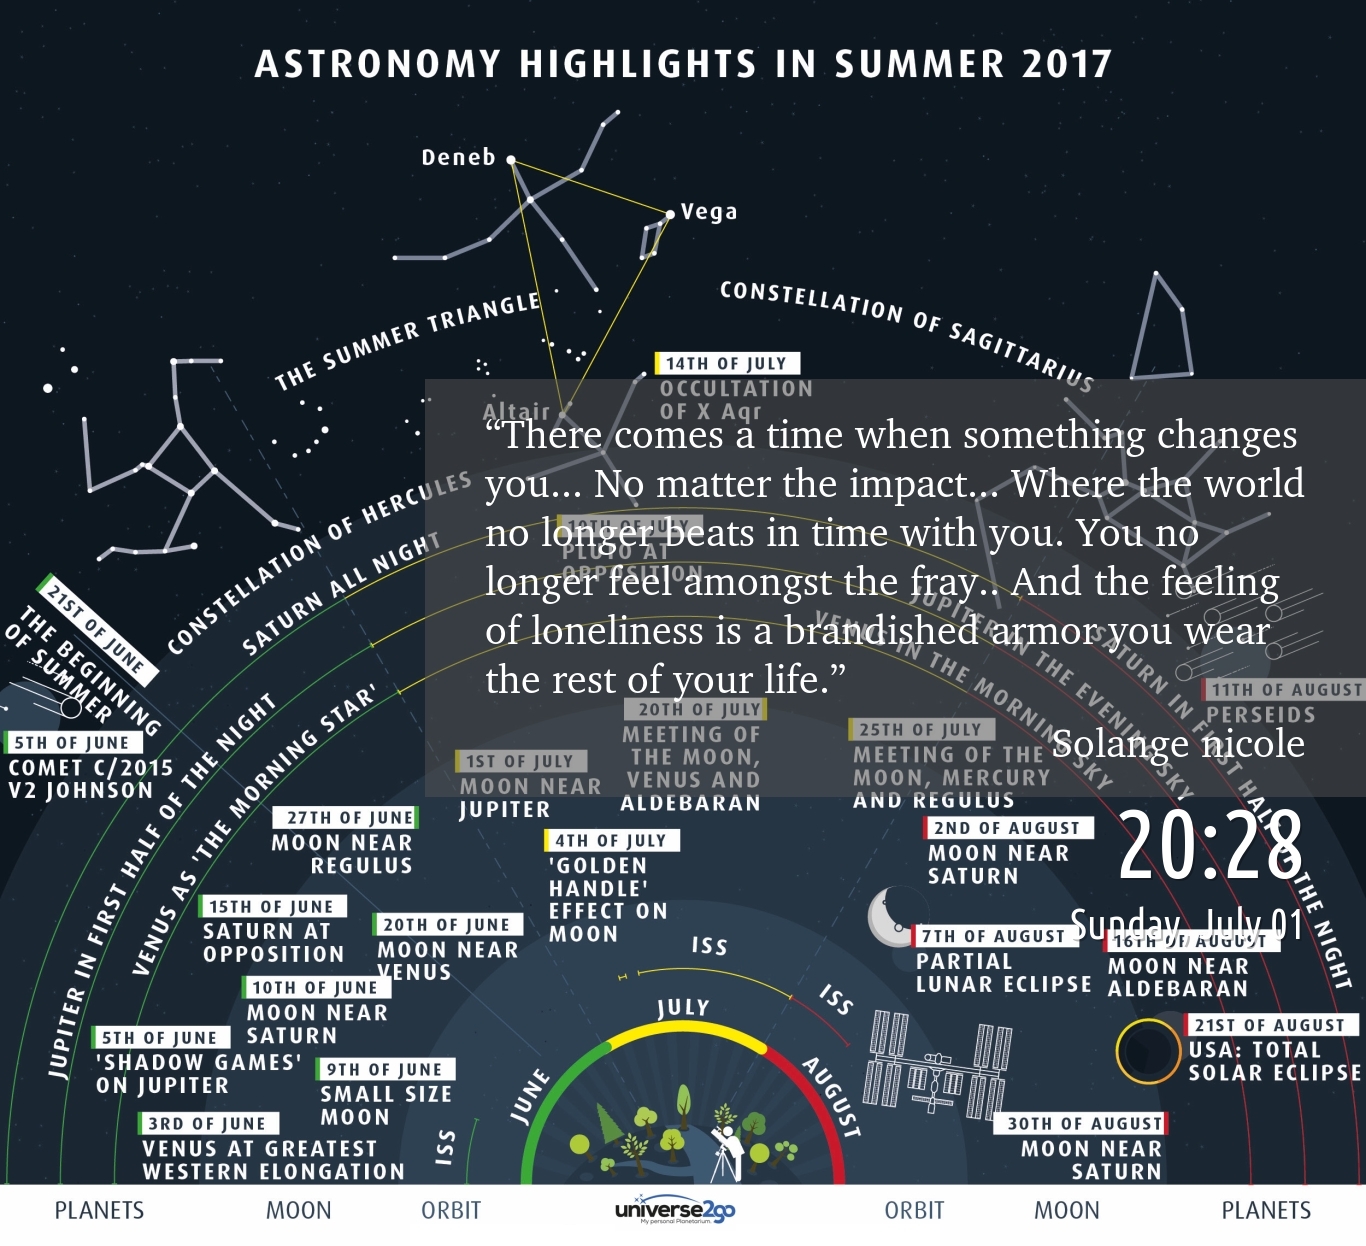 ASTRONOMY HIGHLIGHTS IN SUMMER 2017
Deneb
Vega
Altair
THE SUMMER TRIANGLE
CONSTELLATION OF SAGITTARIUS
CONSTELLATION OF HERCULES
SATURN ALL NIGHT
JUPITER IN FIRST HALF OF THE NIGHT
VENUS AS 'THE MORNING STAR'
VENUS IN THE MORNING SKY
JUPITER IN THE EVENING SKY
SATURN IN FIRST HALF OF THE NIGHT
14TH OF JULY
OCCULTATION
OF X Aqr
“There comes a time when something changes
you... No matter the impact... Where the world
no longer beats in time with you. You no
longer feel amongst the fray.. And the feeling
of loneliness is a brandished armor you wear
the rest of your life.”
Solange nicole
20:28
Sunday, July 01
PLUTO AT
OPPOSITION
21ST OF JUNE
THE BEGINNING
OF SUMMER
5TH OF JUNE
COMET C/2015
V2 JOHNSON
11TH OF AUGUST
PERSEIDS
20TH OF JULY
MEETING OF
THE MOON,
VENUS AND
ALDEBARAN
25TH OF JULY
MEETING OF THE
MOON, MERCURY
AND REGULUS
1ST OF JULY
MOON NEAR
JUPITER
27TH OF JUNE
MOON NEAR
REGULUS
4TH OF JULY
'GOLDEN
HANDLE'
EFFECT ON
MOON
2ND OF AUGUST
MOON NEAR
SATURN
15TH OF JUNE
SATURN AT
OPPOSITION
20TH OF JUNE
MOON NEAR
VENUS
7TH OF AUGUST
PARTIAL
LUNAR ECLIPSE
16TH OF AUGUST
MOON NEAR
ALDEBARAN
10TH OF JUNE
MOON NEAR
SATURN
5TH OF JUNE
'SHADOW GAMES'
ON JUPITER
9TH OF JUNE
SMALL SIZE
MOON
21ST OF AUGUST
USA: TOTAL
SOLAR ECLIPSE
3RD OF JUNE
VENUS AT GREATEST
WESTERN ELONGATION
30TH OF AUGUST
MOON NEAR
SATURN
ISS
ISS
ISS
JUNE
JULY
AUGUST
PLANETS
MOON
ORBIT
universe2go
My personal Planetarium.
ORBIT
MOON
PLANETS